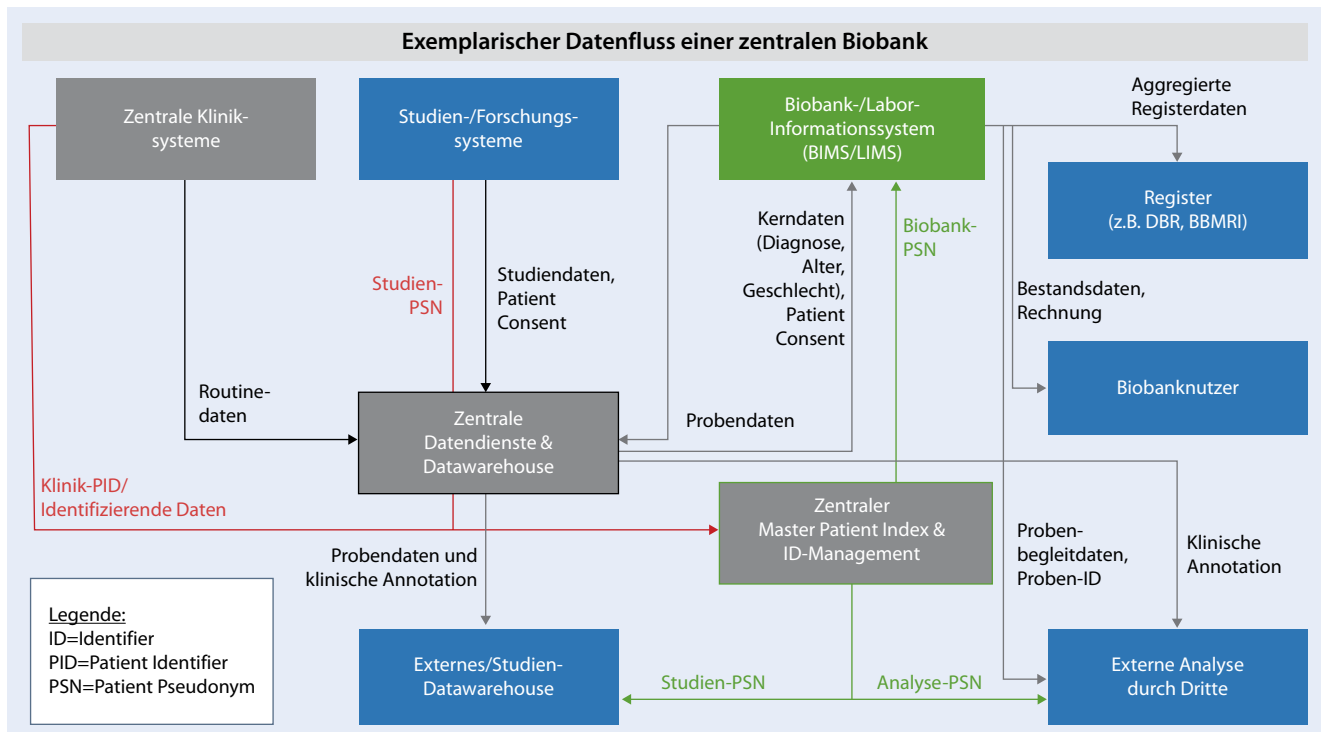 Exemplarischer Datenfluss einer zentralen Biobank
Zentrale Klinik-
systeme
Studien-/Forschungs-
systeme
Biobank-/Labor-
Informationssystem
(BIMS/LIMS)
Aggregierte
Registerdaten
Register
(z.B. DBR, BBMRI)
Kerndaten
(Diagnose,
Alter,
Geschlecht),
Patient
Consent
Biobank-
PSN
Studien-
PSN
Studiendaten,
Patient
Consent
Bestandsdaten,
Rechnung
Biobanknutzer
Routine-
daten
Zentrale
Datendienste &
Datawarehouse
Probendaten
Klinik-PID/
Identifizierende Daten
Zentraler
Master Patient Index &
ID-Management
Probendaten und
klinische Annotation
Proben-
begleitdaten,
Proben-ID
Klinische
Annotation
Legende:
ID=Identifier
PID=Patient Identifier
PSN=Patient Pseudonym
Externes/Studien-
Datawarehouse
Studien-PSN
Analyse-PSN
Externe Analyse
durch Dritte